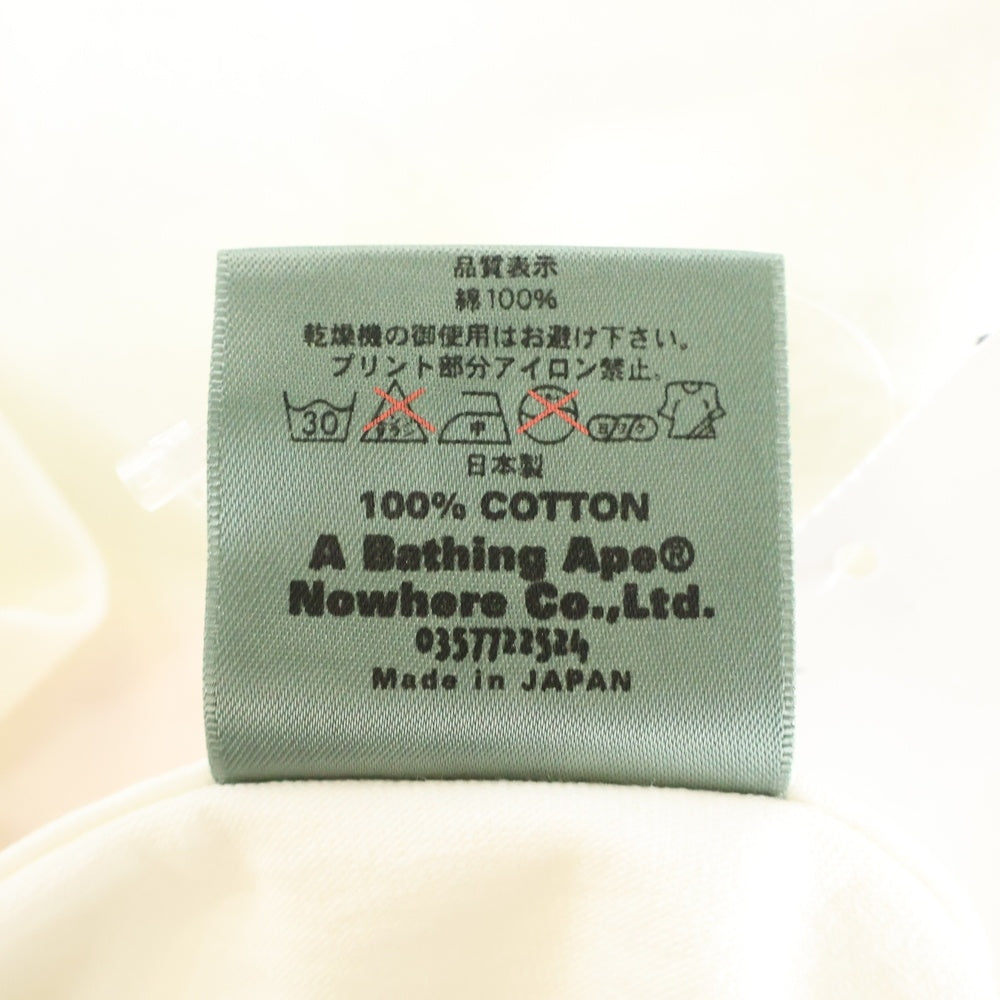 品質表示
綿100%
乾燥機の御使用はお避け下さい。
プリント部分アイロン禁止。
30 中
日本製
100% COTTON
A Bathing Ape®
Nowhere Co.,Ltd.
0357722524
Made in JAPAN